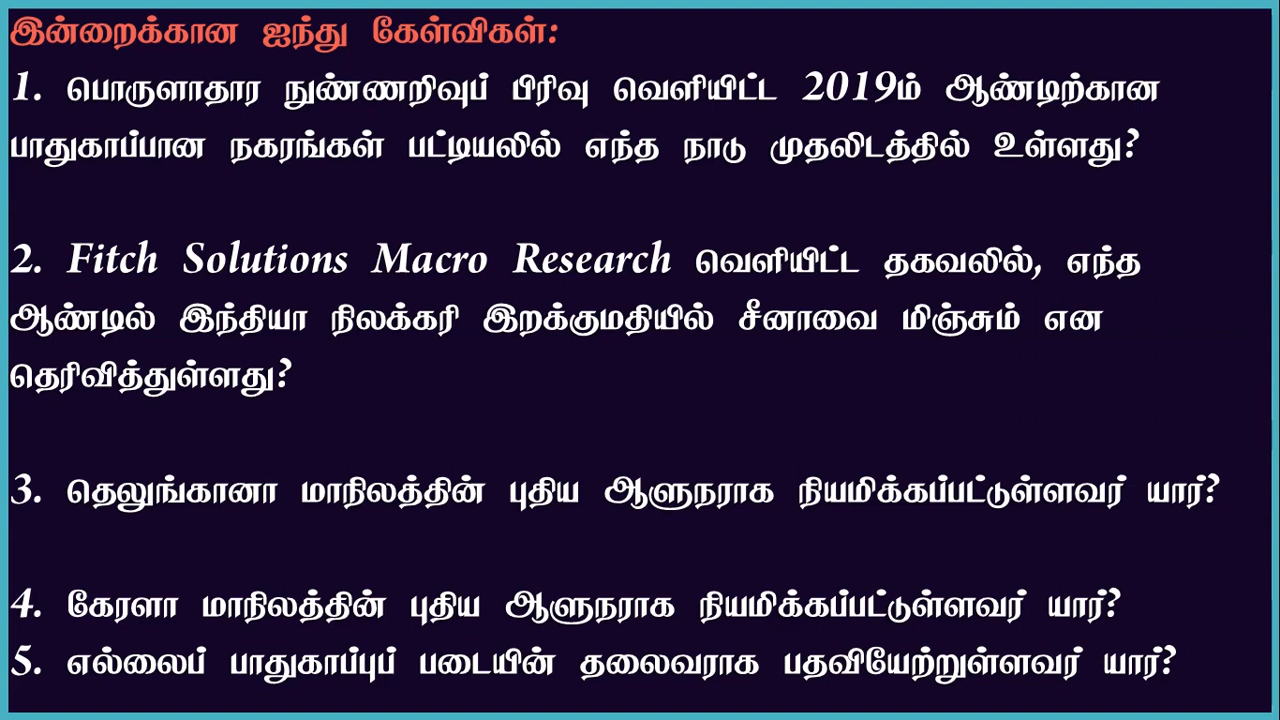 இன்றைக்கான ஐந்து கேள்விகள்:
1. பொருளாதார நுண்ணறிவுப் பிரிவு வெளியிட்ட 2019ம் ஆண்டிற்கான
பாதுகாப்பான நகரங்கள் பட்டியலில் எந்த நாடு முதலிடத்தில் உள்ளது?
2. Fitch Solutions Macro Research வெளியிட்ட தகவலில், எந்த
ஆண்டில் இந்தியா நிலக்கரி இறக்குமதியில் சீனாவை மிஞ்சும் என
தெரிவித்துள்ளது?
3. தெலுங்கானா மாநிலத்தின் புதிய ஆளுநராக நியமிக்கப்பட்டுள்ளவர் யார்?
4. கேரளா மாநிலத்தின் புதிய ஆளுநராக நியமிக்கப்பட்டுள்ளவர் யார்?
5. எல்லைப் பாதுகாப்புப் படையின் தலைவராக பதவியேற்றுள்ளவர் யார்?